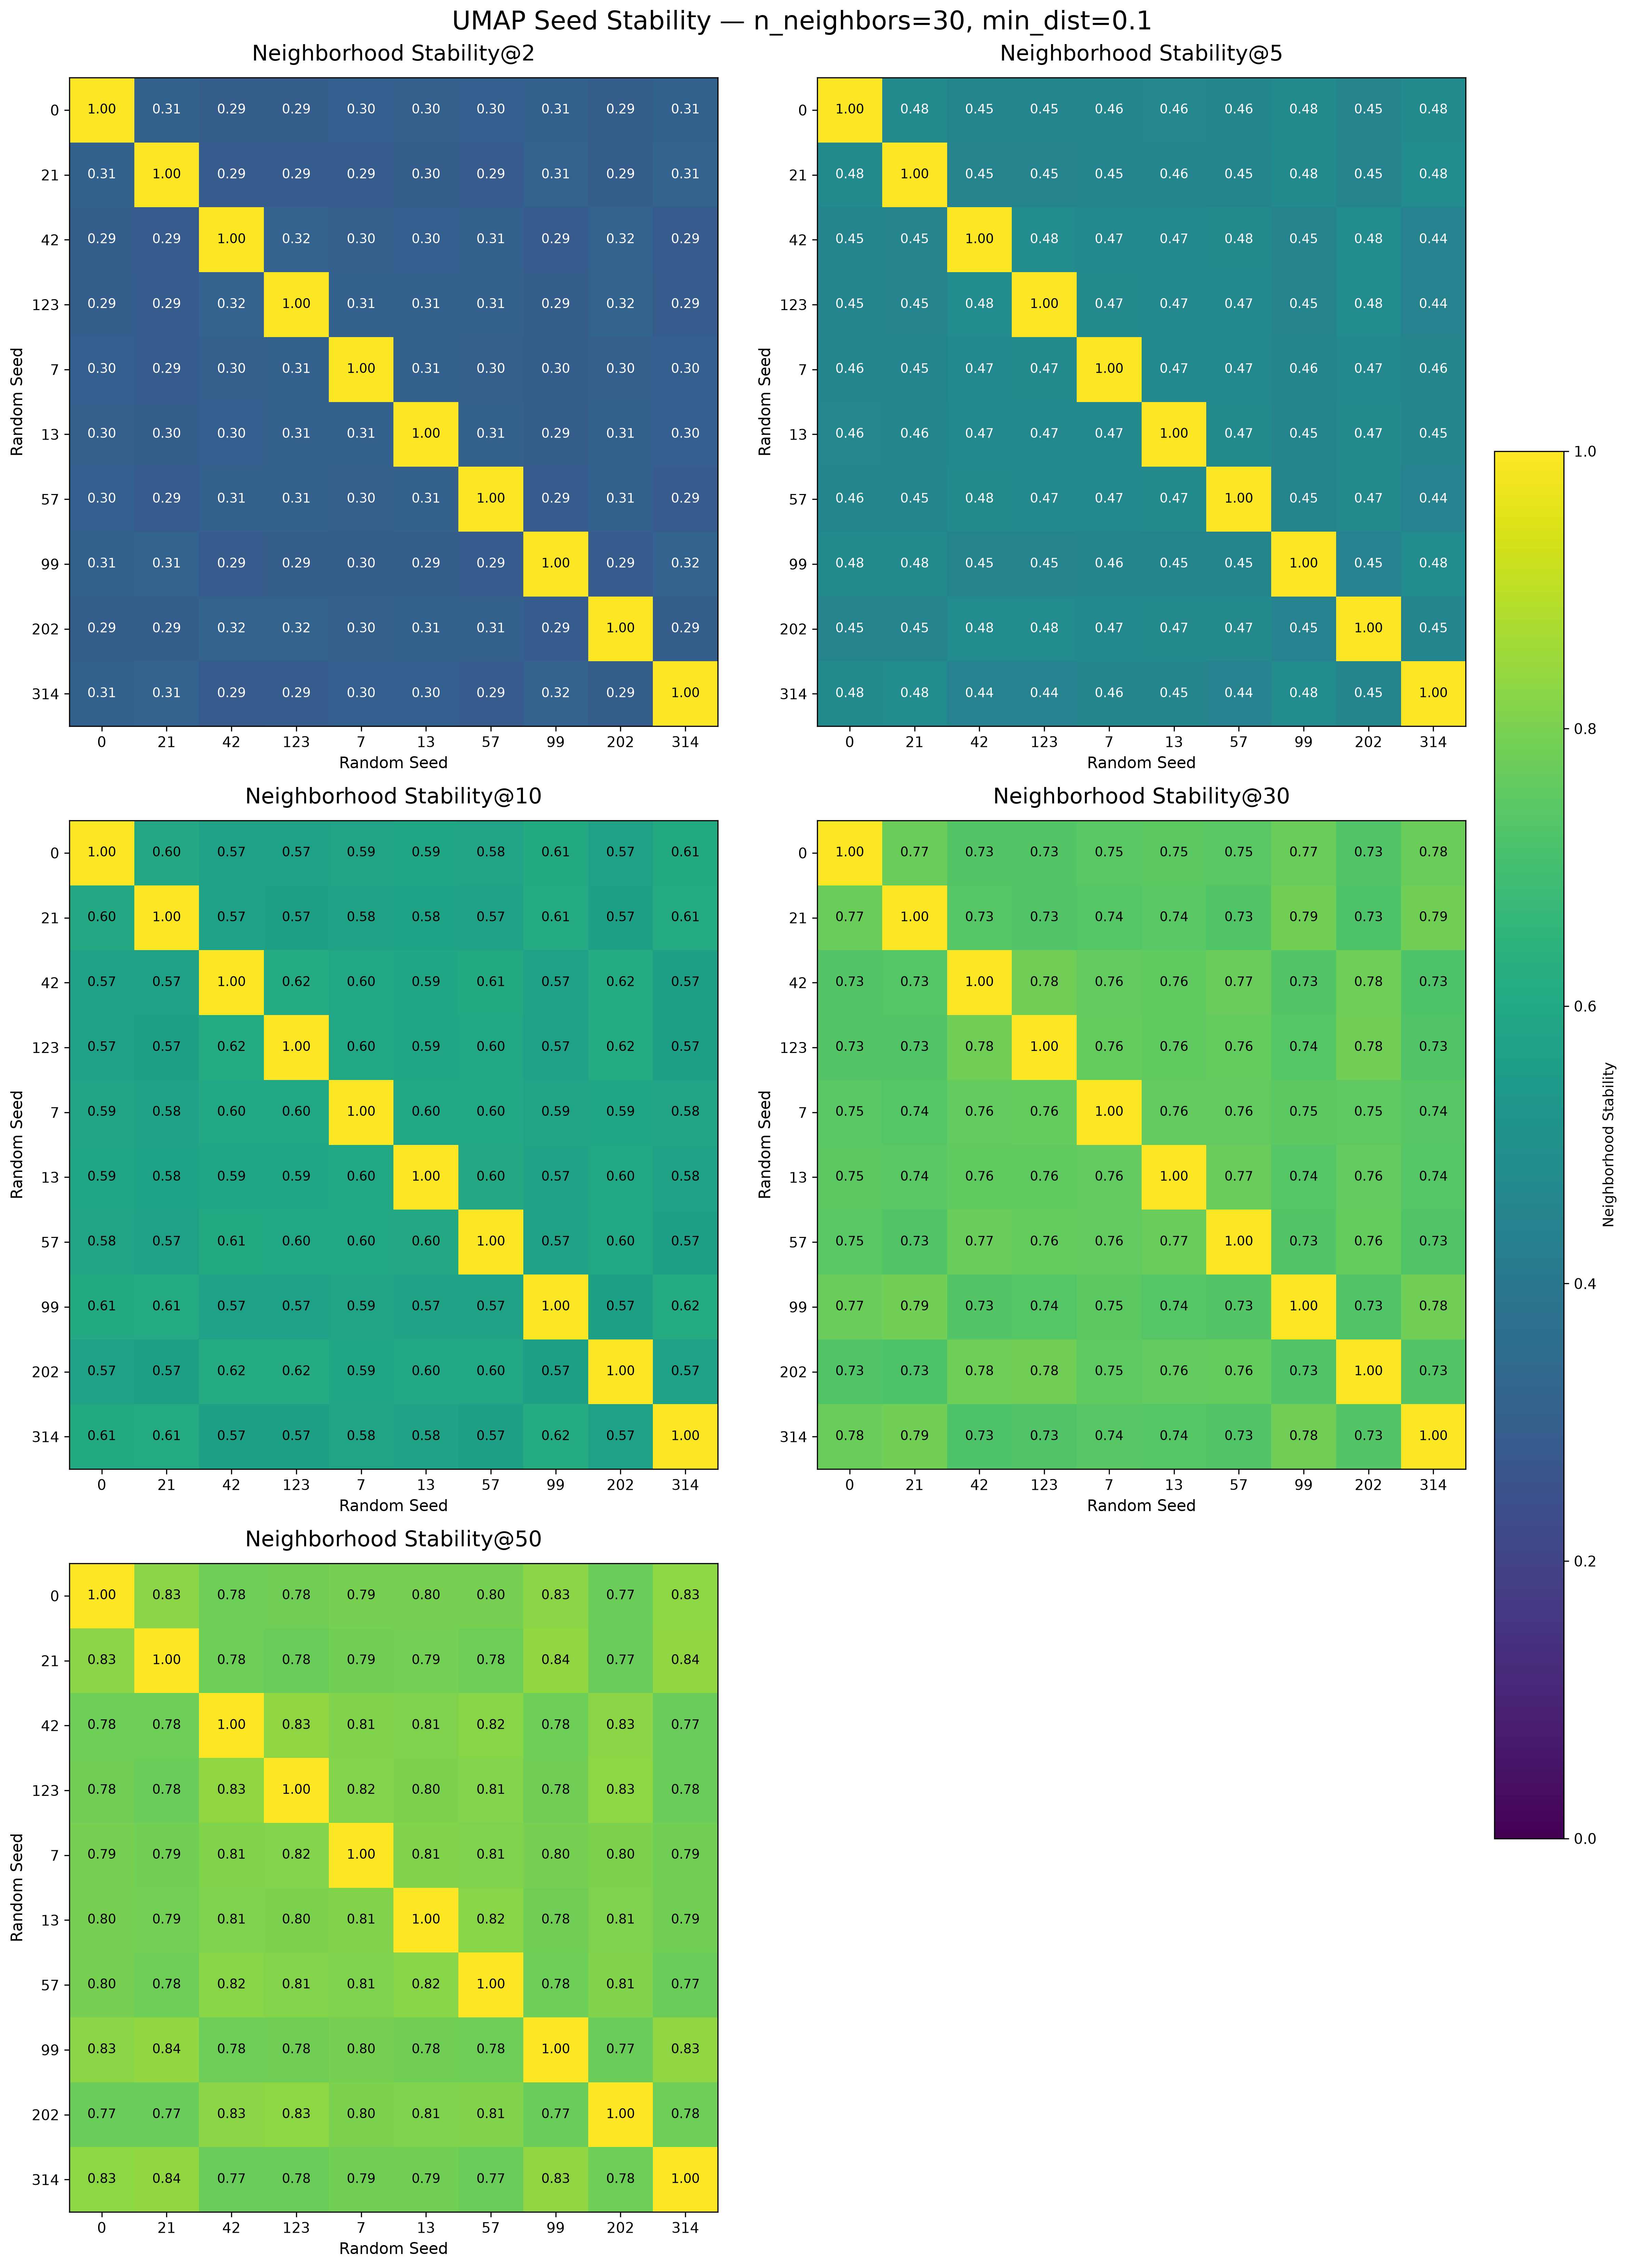 UMAP Seed Stability — n_neighbors=30, min_dist=0.1
Neighborhood Stability@2
Random Seed
0 1.00 0.31 0.29 0.29 0.30 0.30 0.30 0.31 0.29 0.31
21 0.31 1.00 0.29 0.29 0.29 0.30 0.29 0.31 0.29 0.31
42 0.29 0.29 1.00 0.32 0.30 0.30 0.31 0.29 0.32 0.29
123 0.29 0.29 0.32 1.00 0.31 0.31 0.31 0.29 0.32 0.29
7 0.30 0.29 0.30 0.31 1.00 0.31 0.30 0.30 0.30 0.30
13 0.30 0.30 0.30 0.31 0.31 1.00 0.31 0.29 0.31 0.30
57 0.30 0.29 0.31 0.31 0.30 0.31 1.00 0.29 0.31 0.29
99 0.31 0.31 0.29 0.29 0.30 0.29 0.29 1.00 0.29 0.32
202 0.29 0.29 0.32 0.32 0.30 0.31 0.31 0.29 1.00 0.29
314 0.31 0.31 0.29 0.29 0.30 0.30 0.29 0.32 0.29 1.00
0 21 42 123 7 13 57 99 202 314
Random Seed
Neighborhood Stability@5
Random Seed
0 1.00 0.48 0.45 0.45 0.46 0.46 0.46 0.48 0.45 0.48
21 0.48 1.00 0.45 0.45 0.45 0.46 0.45 0.48 0.45 0.48
42 0.45 0.45 1.00 0.48 0.47 0.47 0.48 0.45 0.48 0.44
123 0.45 0.45 0.48 1.00 0.47 0.47 0.47 0.45 0.48 0.44
7 0.46 0.45 0.47 0.47 1.00 0.47 0.47 0.46 0.47 0.46
13 0.46 0.46 0.47 0.47 0.47 1.00 0.47 0.45 0.47 0.45
57 0.46 0.45 0.48 0.47 0.47 0.47 1.00 0.45 0.47 0.44
99 0.48 0.48 0.45 0.45 0.46 0.45 0.45 1.00 0.45 0.48
202 0.45 0.45 0.48 0.48 0.47 0.47 0.47 0.45 1.00 0.45
314 0.48 0.48 0.44 0.44 0.46 0.45 0.44 0.48 0.45 1.00
0 21 42 123 7 13 57 99 202 314
Random Seed
Neighborhood Stability@10
Random Seed
0 1.00 0.60 0.57 0.57 0.59 0.59 0.58 0.61 0.57 0.61
21 0.60 1.00 0.57 0.57 0.58 0.58 0.57 0.61 0.57 0.61
42 0.57 0.57 1.00 0.62 0.60 0.59 0.61 0.57 0.62 0.57
123 0.57 0.57 0.62 1.00 0.60 0.59 0.60 0.57 0.62 0.57
7 0.59 0.58 0.60 0.60 1.00 0.60 0.60 0.59 0.59 0.58
13 0.59 0.58 0.59 0.59 0.60 1.00 0.60 0.57 0.60 0.58
57 0.58 0.57 0.61 0.60 0.60 0.60 1.00 0.57 0.60 0.57
99 0.61 0.61 0.57 0.57 0.59 0.57 0.57 1.00 0.57 0.62
202 0.57 0.57 0.62 0.62 0.59 0.60 0.60 0.57 1.00 0.57
314 0.61 0.61 0.57 0.57 0.58 0.58 0.57 0.62 0.57 1.00
0 21 42 123 7 13 57 99 202 314
Random Seed
Neighborhood Stability@30
Random Seed
0 1.00 0.77 0.73 0.73 0.75 0.75 0.75 0.77 0.73 0.78
21 0.77 1.00 0.73 0.73 0.74 0.74 0.73 0.79 0.73 0.79
42 0.73 0.73 1.00 0.78 0.76 0.76 0.77 0.73 0.78 0.73
123 0.73 0.73 0.78 1.00 0.76 0.76 0.76 0.74 0.78 0.73
7 0.75 0.74 0.76 0.76 1.00 0.76 0.76 0.75 0.75 0.74
13 0.75 0.74 0.76 0.76 0.76 1.00 0.77 0.74 0.76 0.74
57 0.75 0.73 0.77 0.76 0.76 0.77 1.00 0.73 0.76 0.73
99 0.77 0.79 0.73 0.74 0.75 0.74 0.73 1.00 0.73 0.78
202 0.73 0.73 0.78 0.78 0.75 0.76 0.76 0.73 1.00 0.73
314 0.78 0.79 0.73 0.73 0.74 0.74 0.73 0.78 0.73 1.00
0 21 42 123 7 13 57 99 202 314
Random Seed
Neighborhood Stability@50
Random Seed
0 1.00 0.83 0.78 0.78 0.79 0.80 0.80 0.83 0.77 0.83
21 0.83 1.00 0.78 0.78 0.79 0.79 0.78 0.84 0.77 0.84
42 0.78 0.78 1.00 0.83 0.81 0.81 0.82 0.78 0.83 0.77
123 0.78 0.78 0.83 1.00 0.82 0.80 0.81 0.78 0.83 0.78
7 0.79 0.79 0.81 0.82 1.00 0.81 0.81 0.80 0.80 0.79
13 0.80 0.79 0.81 0.80 0.81 1.00 0.82 0.78 0.81 0.79
57 0.80 0.78 0.82 0.81 0.81 0.82 1.00 0.78 0.81 0.77
99 0.83 0.84 0.78 0.78 0.80 0.78 0.78 1.00 0.77 0.83
202 0.77 0.77 0.83 0.83 0.80 0.81 0.81 0.77 1.00 0.78
314 0.83 0.84 0.77 0.78 0.79 0.79 0.77 0.83 0.78 1.00
0 21 42 123 7 13 57 99 202 314
Random Seed
1.0
0.8
0.6
0.4
0.2
0.0
Neighborhood Stability